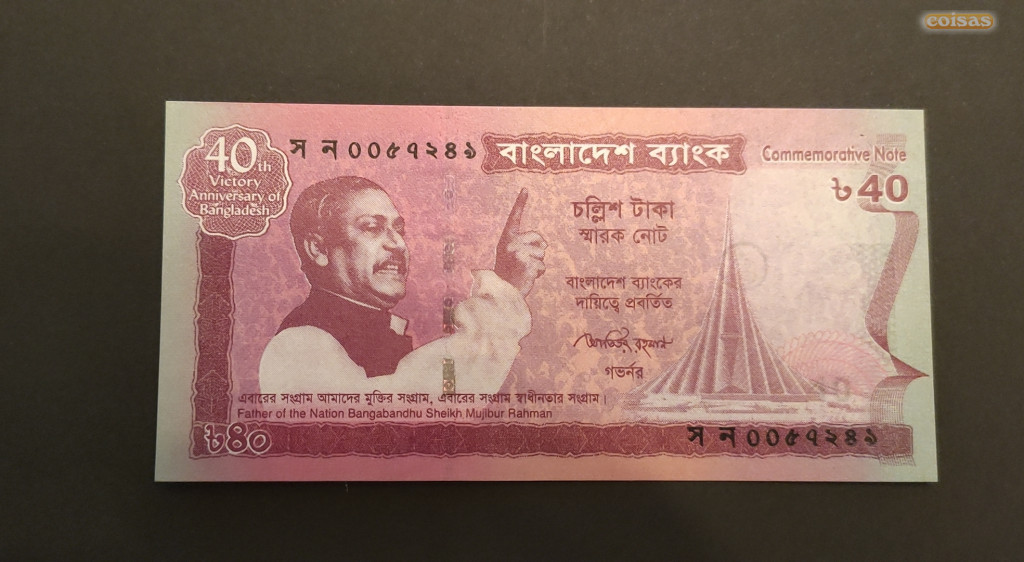 coisas
40th
Victory
Anniversary of
Bangladesh
স ন ০০৫৭২৪৯
বাংলাদেশ ব্যাংক
Commemorative Note
৳40
চল্লিশ টাকা
স্মারক নোট
বাংলাদেশ ব্যাংকের
দায়িত্বে প্রবর্তিত
গভর্নর
এবারের সংগ্রাম আমাদের মুক্তির সংগ্রাম, এবারের সংগ্রাম স্বাধীনতার সংগ্রাম।
Father of the Nation Bangabandhu Sheikh Mujibur Rahman
৳৪০
স ন ০০৫৭২৪৯